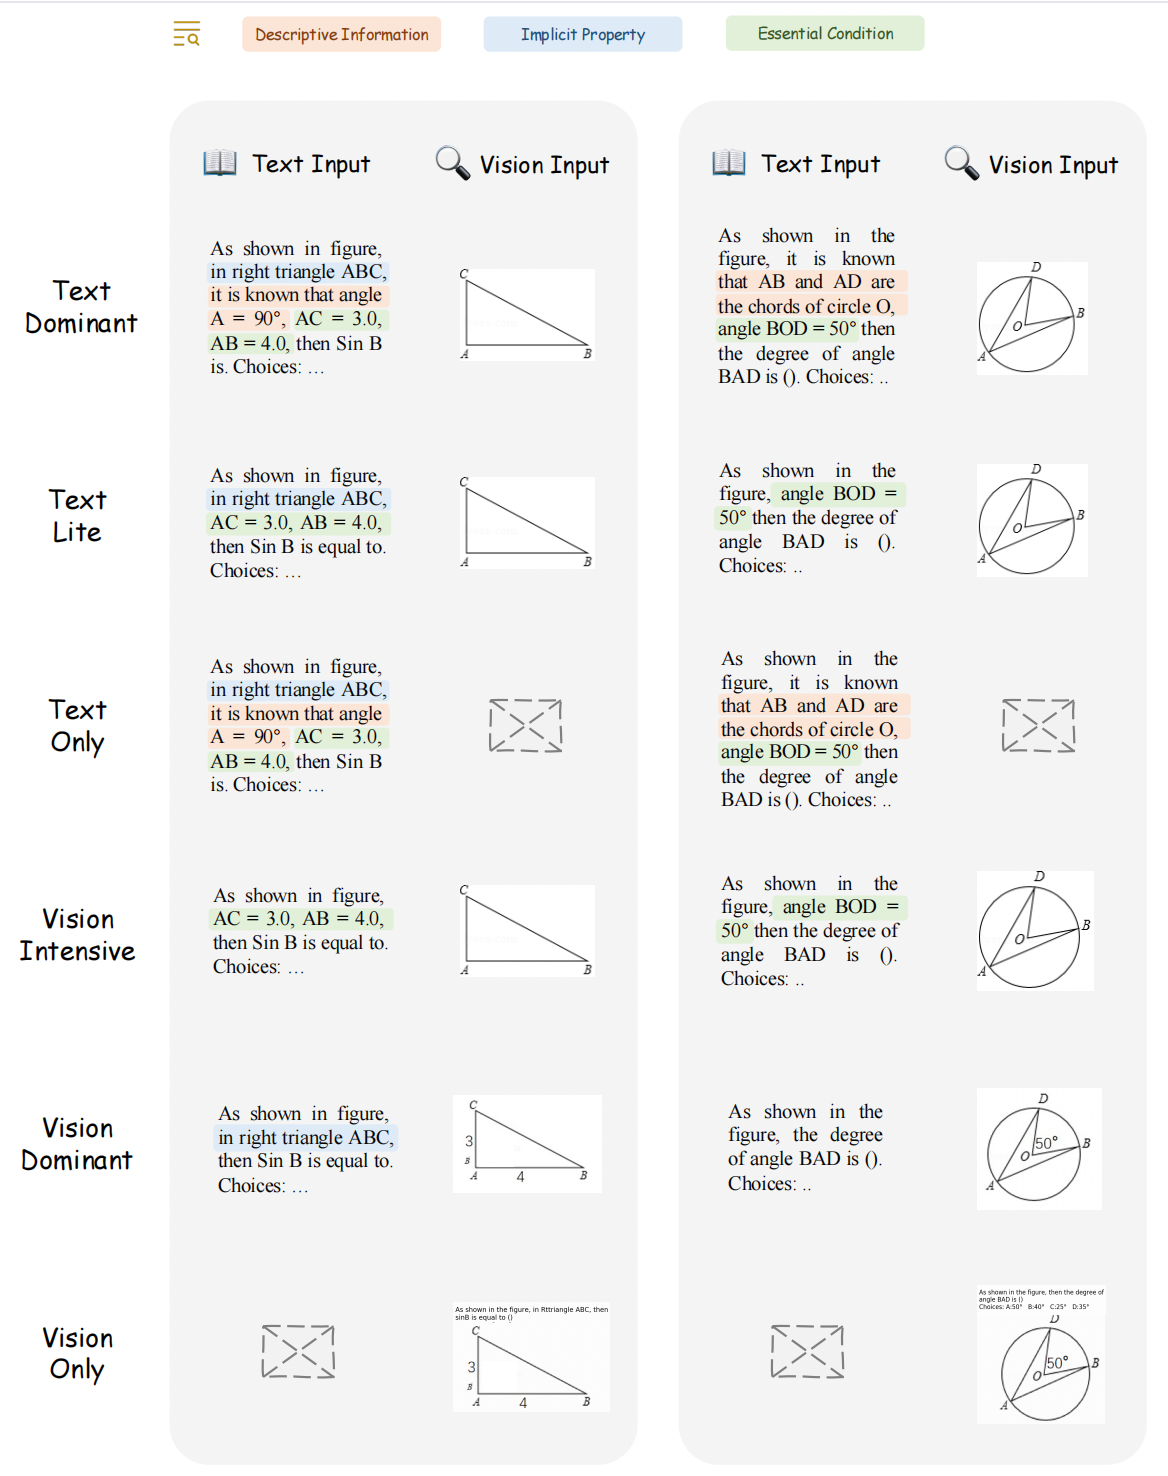 Descriptive Information
Implicit Property
Essential Condition
Text Input
Vision Input
Text Input
Vision Input
Text
Dominant
As shown in figure,
in right triangle ABC,
it is known that angle
A = 90°, AC = 3.0,
AB = 4.0, then Sin B
is. Choices: …
C
A
B
As shown in the
figure, it is known
that AB and AD are
the chords of circle O,
angle BOD = 50° then
the degree of angle
BAD is (). Choices: ..
D
B
O
A
Text
Lite
As shown in figure,
in right triangle ABC,
AC = 3.0, AB = 4.0,
then Sin B is equal to.
Choices: …
C
A
B
As shown in the
figure, angle BOD =
50° then the degree of
angle BAD is ().
Choices: ..
D
B
O
A
Text
Only
As shown in figure,
in right triangle ABC,
it is known that angle
A = 90°, AC = 3.0,
AB = 4.0, then Sin B
is. Choices: …
As shown in the
figure, it is known
that AB and AD are
the chords of circle O,
angle BOD = 50° then
the degree of angle
BAD is (). Choices: ..
Vision
Intensive
As shown in figure,
AC = 3.0, AB = 4.0,
then Sin B is equal to.
Choices: …
C
A
B
As shown in the
figure, angle BOD =
50° then the degree of
angle BAD is ().
Choices: ..
D
B
O
A
Vision
Dominant
As shown in figure,
in right triangle ABC,
then Sin B is equal to.
Choices: …
C
3
B
A
4
B
As shown in the
figure, the degree
of angle BAD is ().
Choices: ..
D
50°
B
O
A
Vision
Only
As shown in the figure, in Rttriangle ABC, then
sinB is equal to ()
C
3
B
A
4
B
As shown in the figure, then the degree of
angle BAD is ()
Choices: A:50° B:40° C:25° D:35°
D
50°
B
O
A